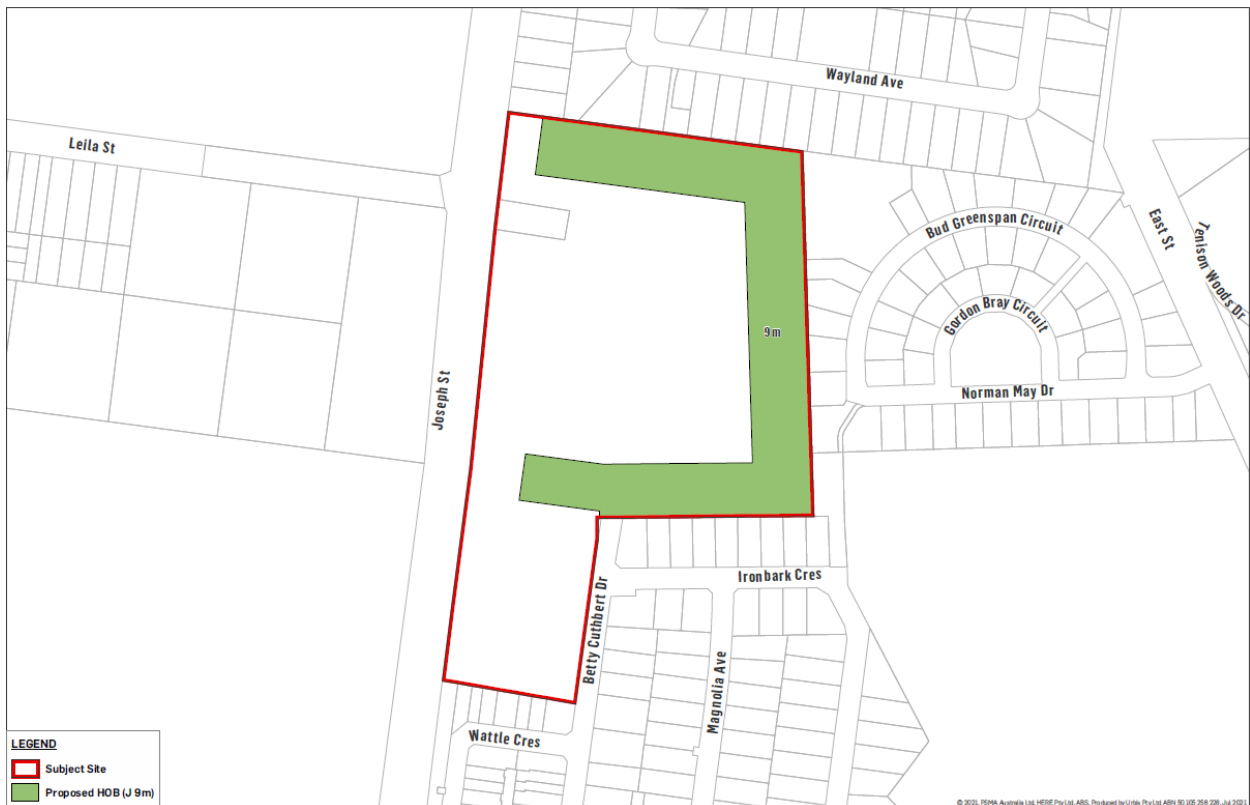 Wayland Ave
Leila St
Bud Greenspan Circuit
East St
Tenison Woods Dr
Gordon Bray Circuit
9m
Joseph St
Norman May Dr
Ironbark Cres
Betty Cuthbert Dr
Magnolia Ave
Wattle Cres
LEGEND
Subject Site
Proposed HOB (J 9m)
© 2021. PSMA Australia Ltd, HERE Pty Ltd, ABS. Produced by Urbis Pty Ltd ABN 50 105 256 228, Jul 2021